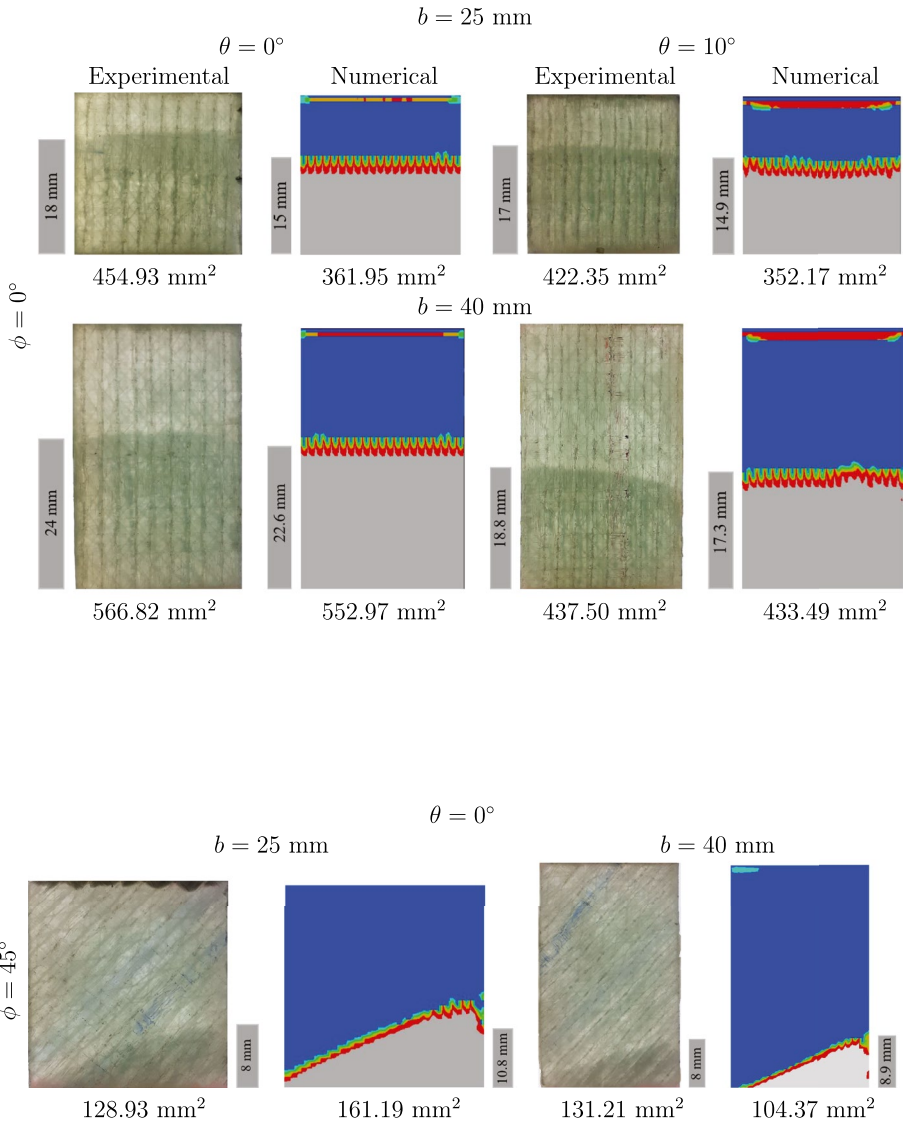 b = 25 mm
θ = 0° θ = 10°
Experimental Numerical Experimental Numerical
18 mm 15 mm 17 mm 14.9 mm
454.93 mm² 361.95 mm² 422.35 mm² 352.17 mm²
ϕ = 0°
b = 40 mm
24 mm 22.6 mm 18.8 mm 17.3 mm
566.82 mm² 552.97 mm² 437.50 mm² 433.49 mm²
θ = 0°
b = 25 mm b = 40 mm
ϕ = 45°
8 mm 10.8 mm 8 mm 8.9 mm
128.93 mm² 161.19 mm² 131.21 mm² 104.37 mm²